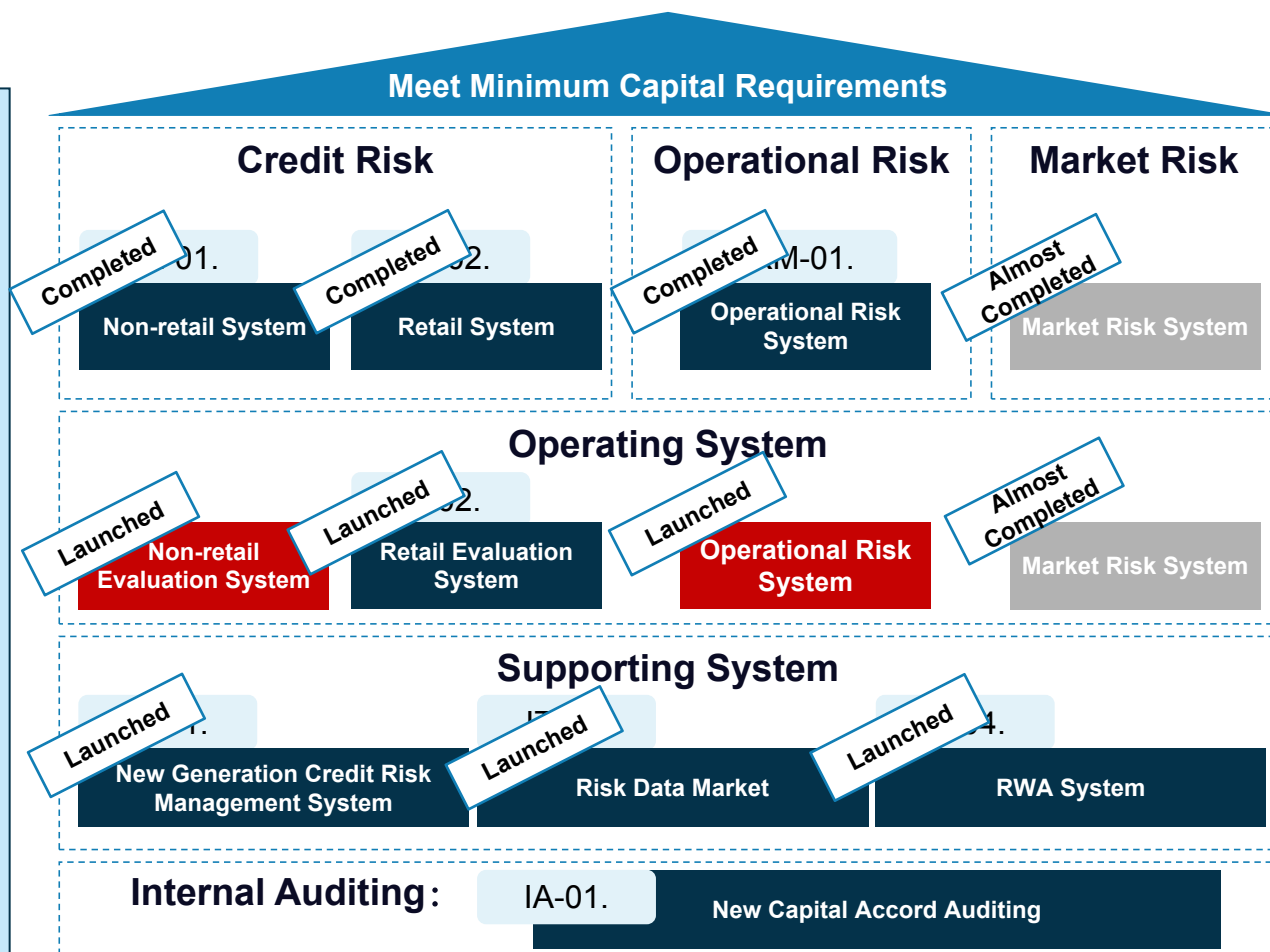 Meet Minimum Capital Requirements
Credit Risk
Operational Risk
Market Risk
Completed
01.
Completed
02.
Completed
M-01.
Almost
Completed
Non-retail System
Retail System
Operational Risk
System
Market Risk System
Operating System
Launched
Launched
02.
Launched
Almost
Completed
Non-retail
Evaluation System
Retail Evaluation
System
Operational Risk
System
Market Risk System
Supporting System
Launched
Launched
Launched
New Generation Credit Risk
Management System
Risk Data Market
RWA System
Internal Auditing：
IA-01.
New Capital Accord Auditing